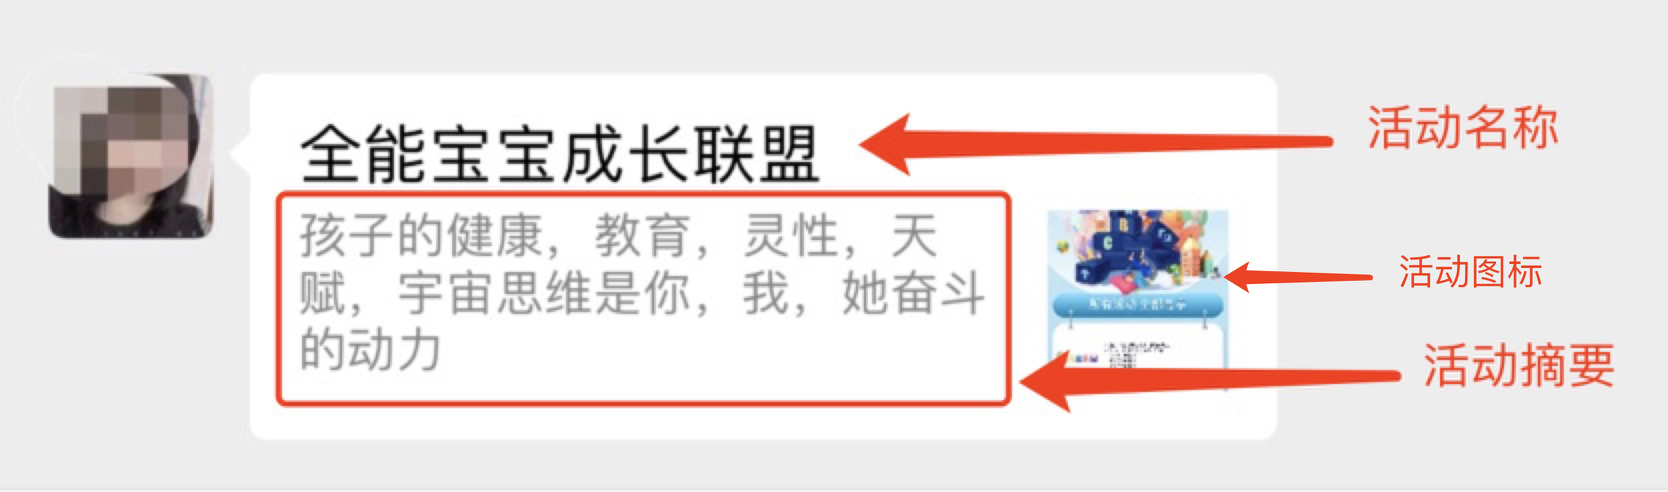 全能宝宝成长联盟
活动名称
孩子的健康，教育，灵性，天
赋，宇宙思维是你，我，她奋斗
的动力
活动图标
活动摘要